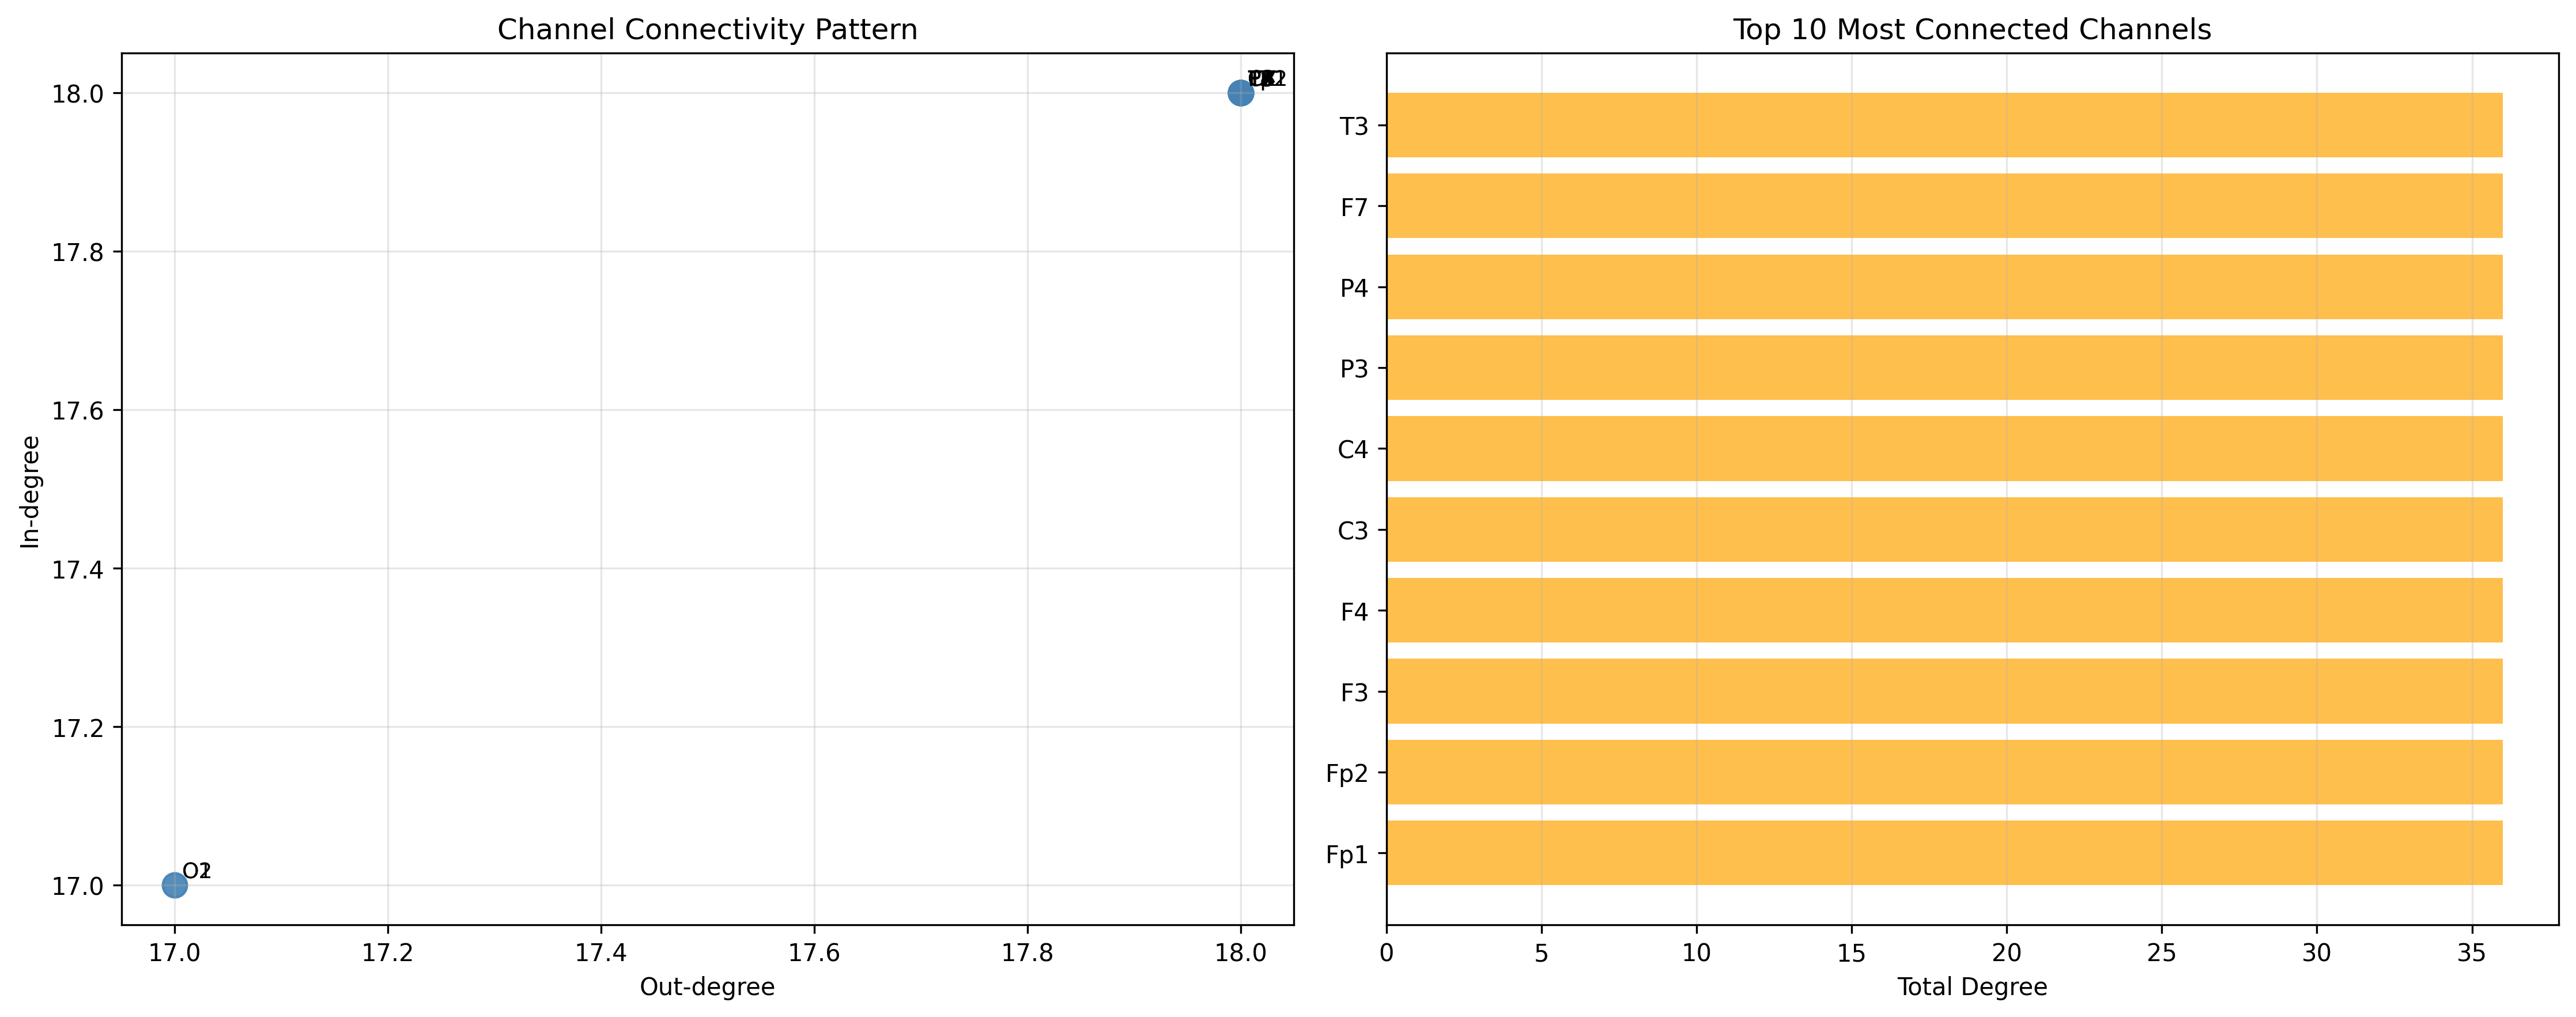 Channel Connectivity Pattern
In-degree
18.0
17.8
17.6
17.4
17.2
17.0
17.0 17.2 17.4 17.6 17.8 18.0
Out-degree
Top 10 Most Connected Channels
T3
F7
P4
P3
C4
C3
F4
F3
Fp2
Fp1
0 5 10 15 20 25 30 35
Total Degree